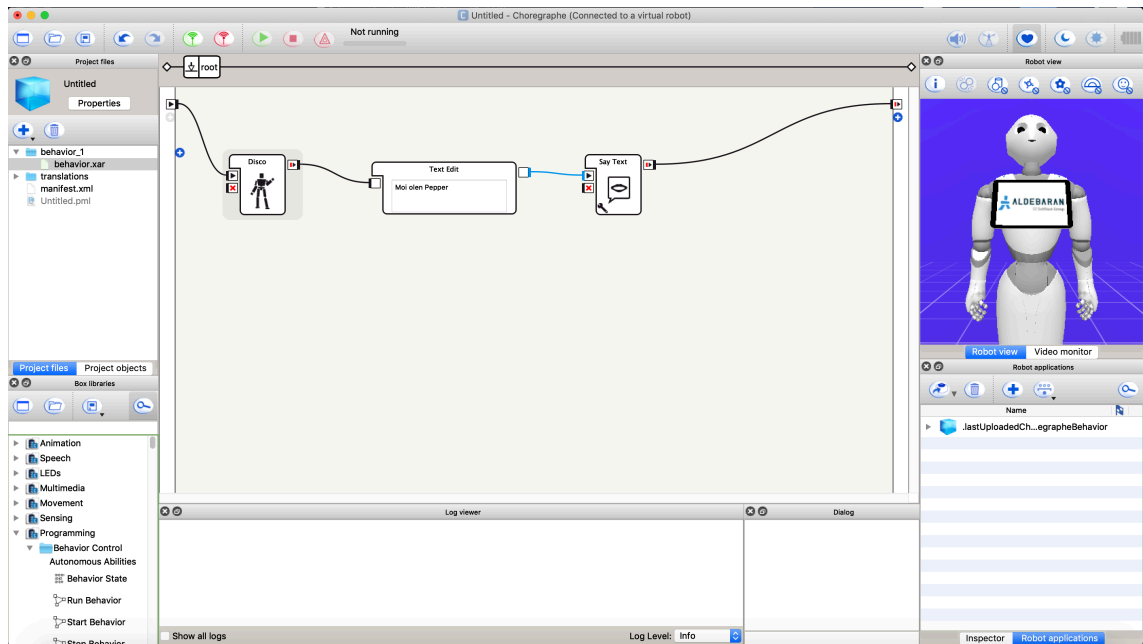 Untitled - Choregraphe (Connected to a virtual robot)
Not running
Project files
Untitled
Properties
behavior_1
behavior.xar
translations
manifest.xml
Untitled.pml
Project files
Project objects
Box libraries
Animation
Speech
LEDs
Multimedia
Movement
Sensing
Programming
Behavior Control
Autonomous Abilities
Behavior State
Run Behavior
Start Behavior
Stop Behavior
root
Disco
Text Edit
Moi olen Pepper
Say Text
Log viewer
Show all logs
Log Level: Info
Dialog
Robot view
ALDEBARAN
Robot view
Video monitor
Robot applications
Name
.lastUploadedCh...egrapheBehavior
Inspector
Robot applications